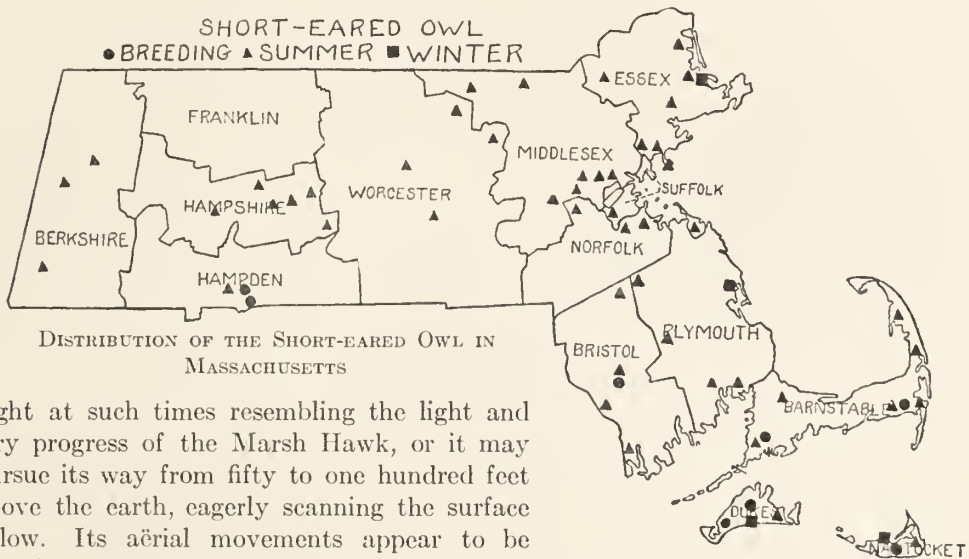 SHORT-EARED OWL
● BREEDING ▲ SUMMER ■ WINTER
ESSEX
FRANKLIN
MIDDLESEX
SUFFOLK
WORCESTER
HAMPSHIRE
BERKSHIRE
NORFOLK
HAMPDEN
PLYMOUTH
BRISTOL
BARNSTABLE
DUKES
NANTUCKET
DISTRIBUTION OF THE SHORT-EARED OWL IN
MASSACHUSETTS
ght at such times resembling the light and
ry progress of the Marsh Hawk, or it may
ursue its way from fifty to one hundred feet
ove the earth, eagerly scanning the surface
low. Its aërial movements appear to be